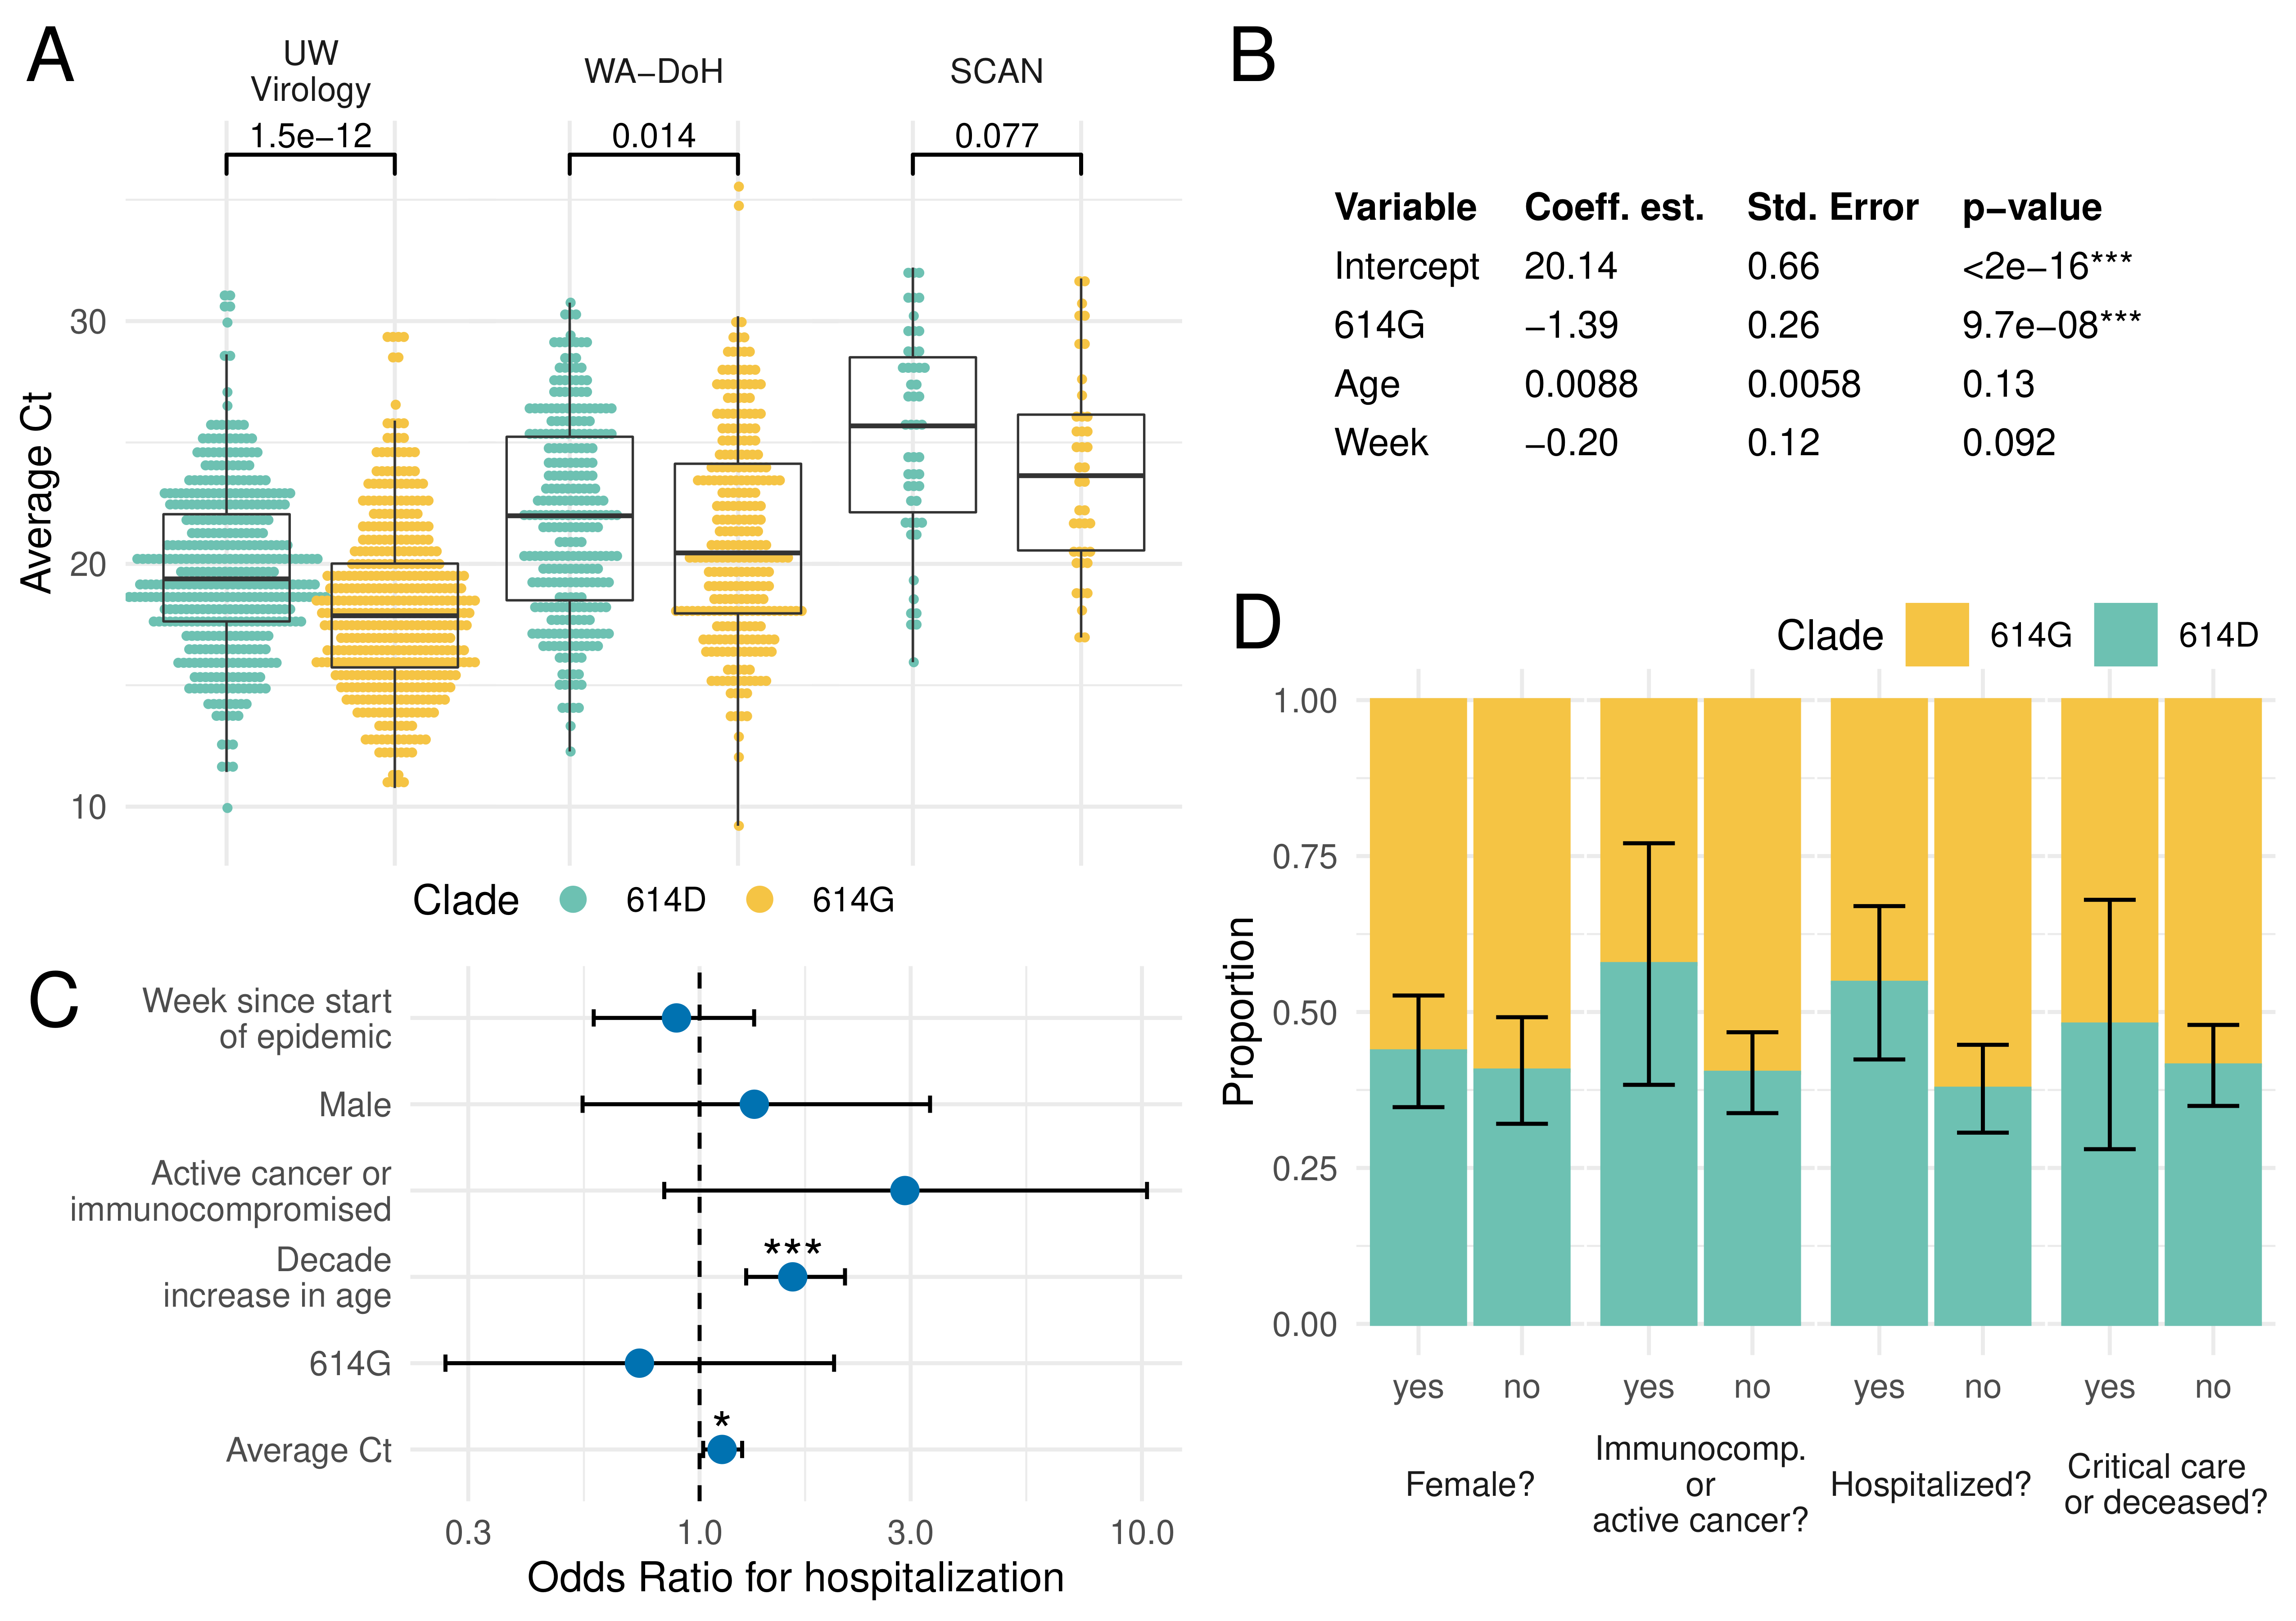 A
UW
Virology
WA−DoH
SCAN
1.5e−12
0.014
0.077
Average Ct
30
20
10
Clade 614D 614G
B
Variable Coeff. est. Std. Error p−value
Intercept 20.14 0.66 <2e−16***
614G −1.39 0.26 9.7e−08***
Age 0.0088 0.0058 0.13
Week −0.20 0.12 0.092
C
Week since start
of epidemic
Male
Active cancer or
immunocompromised
Decade
increase in age
***
614G
Average Ct
*
0.3 1.0 3.0 10.0
Odds Ratio for hospitalization
D
Clade 614G 614D
Proportion
1.00
0.75
0.50
0.25
0.00
yes no yes no yes no yes no
Female?
Immunocomp.
or
active cancer?
Hospitalized?
Critical care
or deceased?